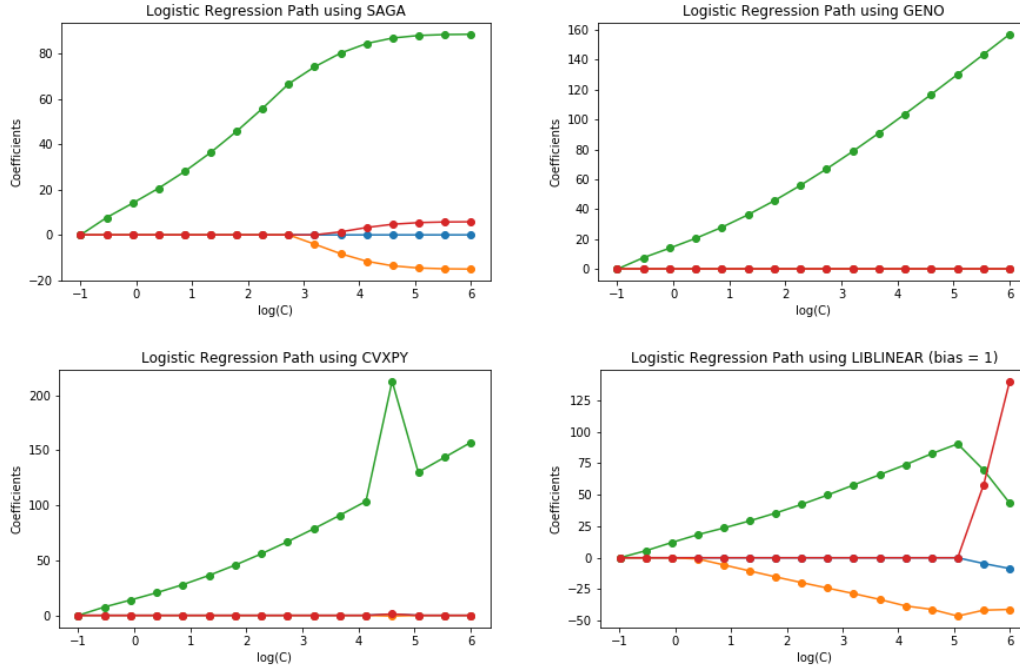 Logistic Regression Path using SAGA
80
60
40
20
0
−20
Coefficients
−1 0 1 2 3 4 5 6
log(C)
Logistic Regression Path using GENO
160
140
120
100
80
60
40
20
0
Coefficients
−1 0 1 2 3 4 5 6
log(C)
Logistic Regression Path using CVXPY
200
150
100
50
0
Coefficients
−1 0 1 2 3 4 5 6
log(C)
Logistic Regression Path using LIBLINEAR (bias = 1)
125
100
75
50
25
0
−25
−50
Coefficients
−1 0 1 2 3 4 5 6
log(C)